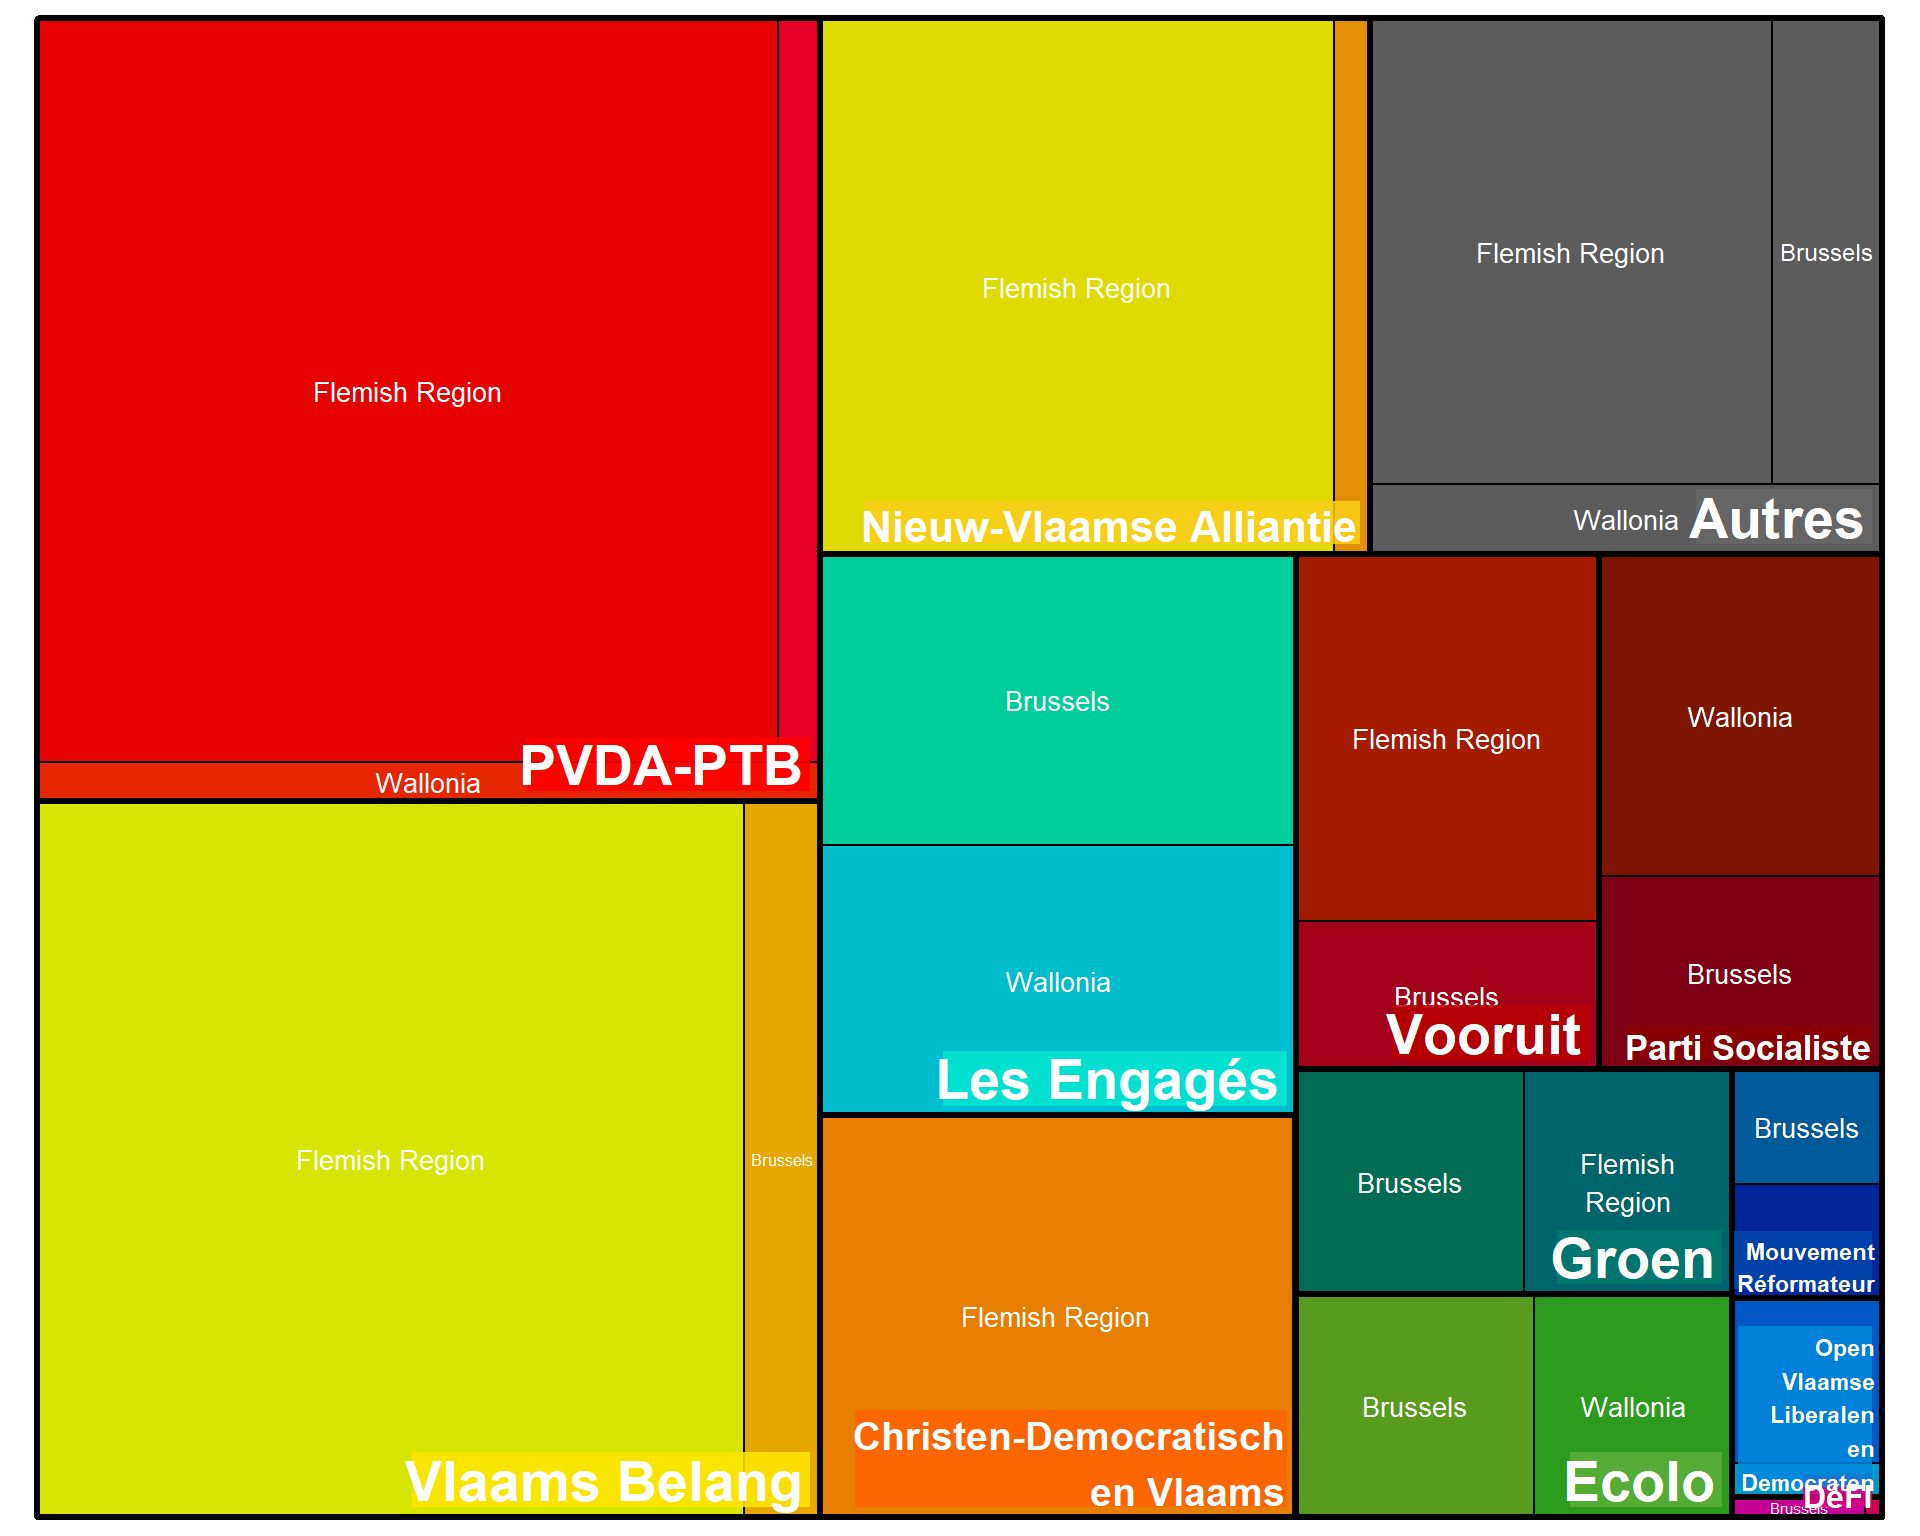 Flemish Region
Wallonia
PVDA-PTB
Flemish Region
Brussels
Vlaams Belang
Flemish Region
Nieuw-Vlaamse Alliantie
Flemish Region
Brussels
Wallonia
Autres
Brussels
Wallonia
Les Engagés
Flemish Region
Christen-Democratisch
en Vlaams
Flemish Region
Brussels
Vooruit
Wallonia
Brussels
Parti Socialiste
Brussels
Flemish
Region
Groen
Brussels
Mouvement
Réformateur
Brussels
Wallonia
Ecolo
Open
Vlaamse
Liberalen
en
Democraten
DéFI
Brussels